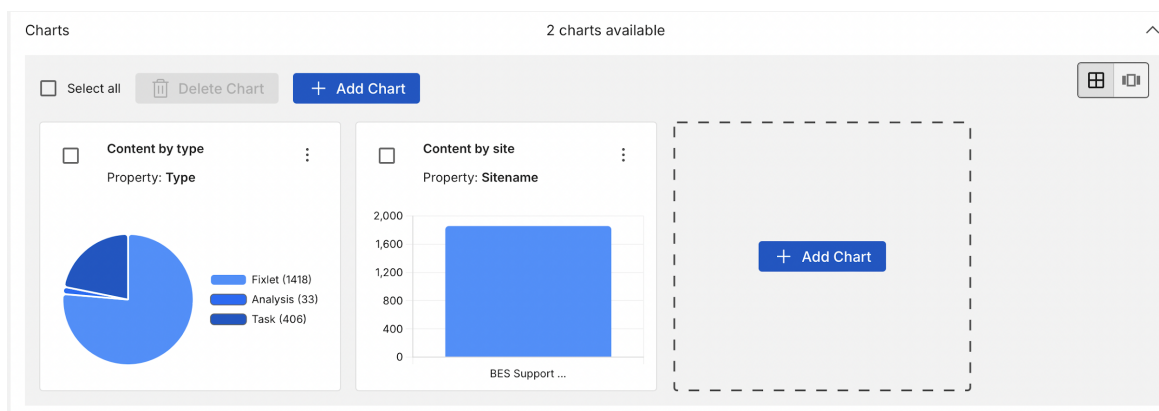 Charts
2 charts available
Select all
Delete Chart
+ Add Chart
Content by type
Property: Type
Fixlet (1418)
Analysis (33)
Task (406)
Content by site
Property: Sitename
2,000
1,600
1,200
800
400
0
BES Support ...
+ Add Chart